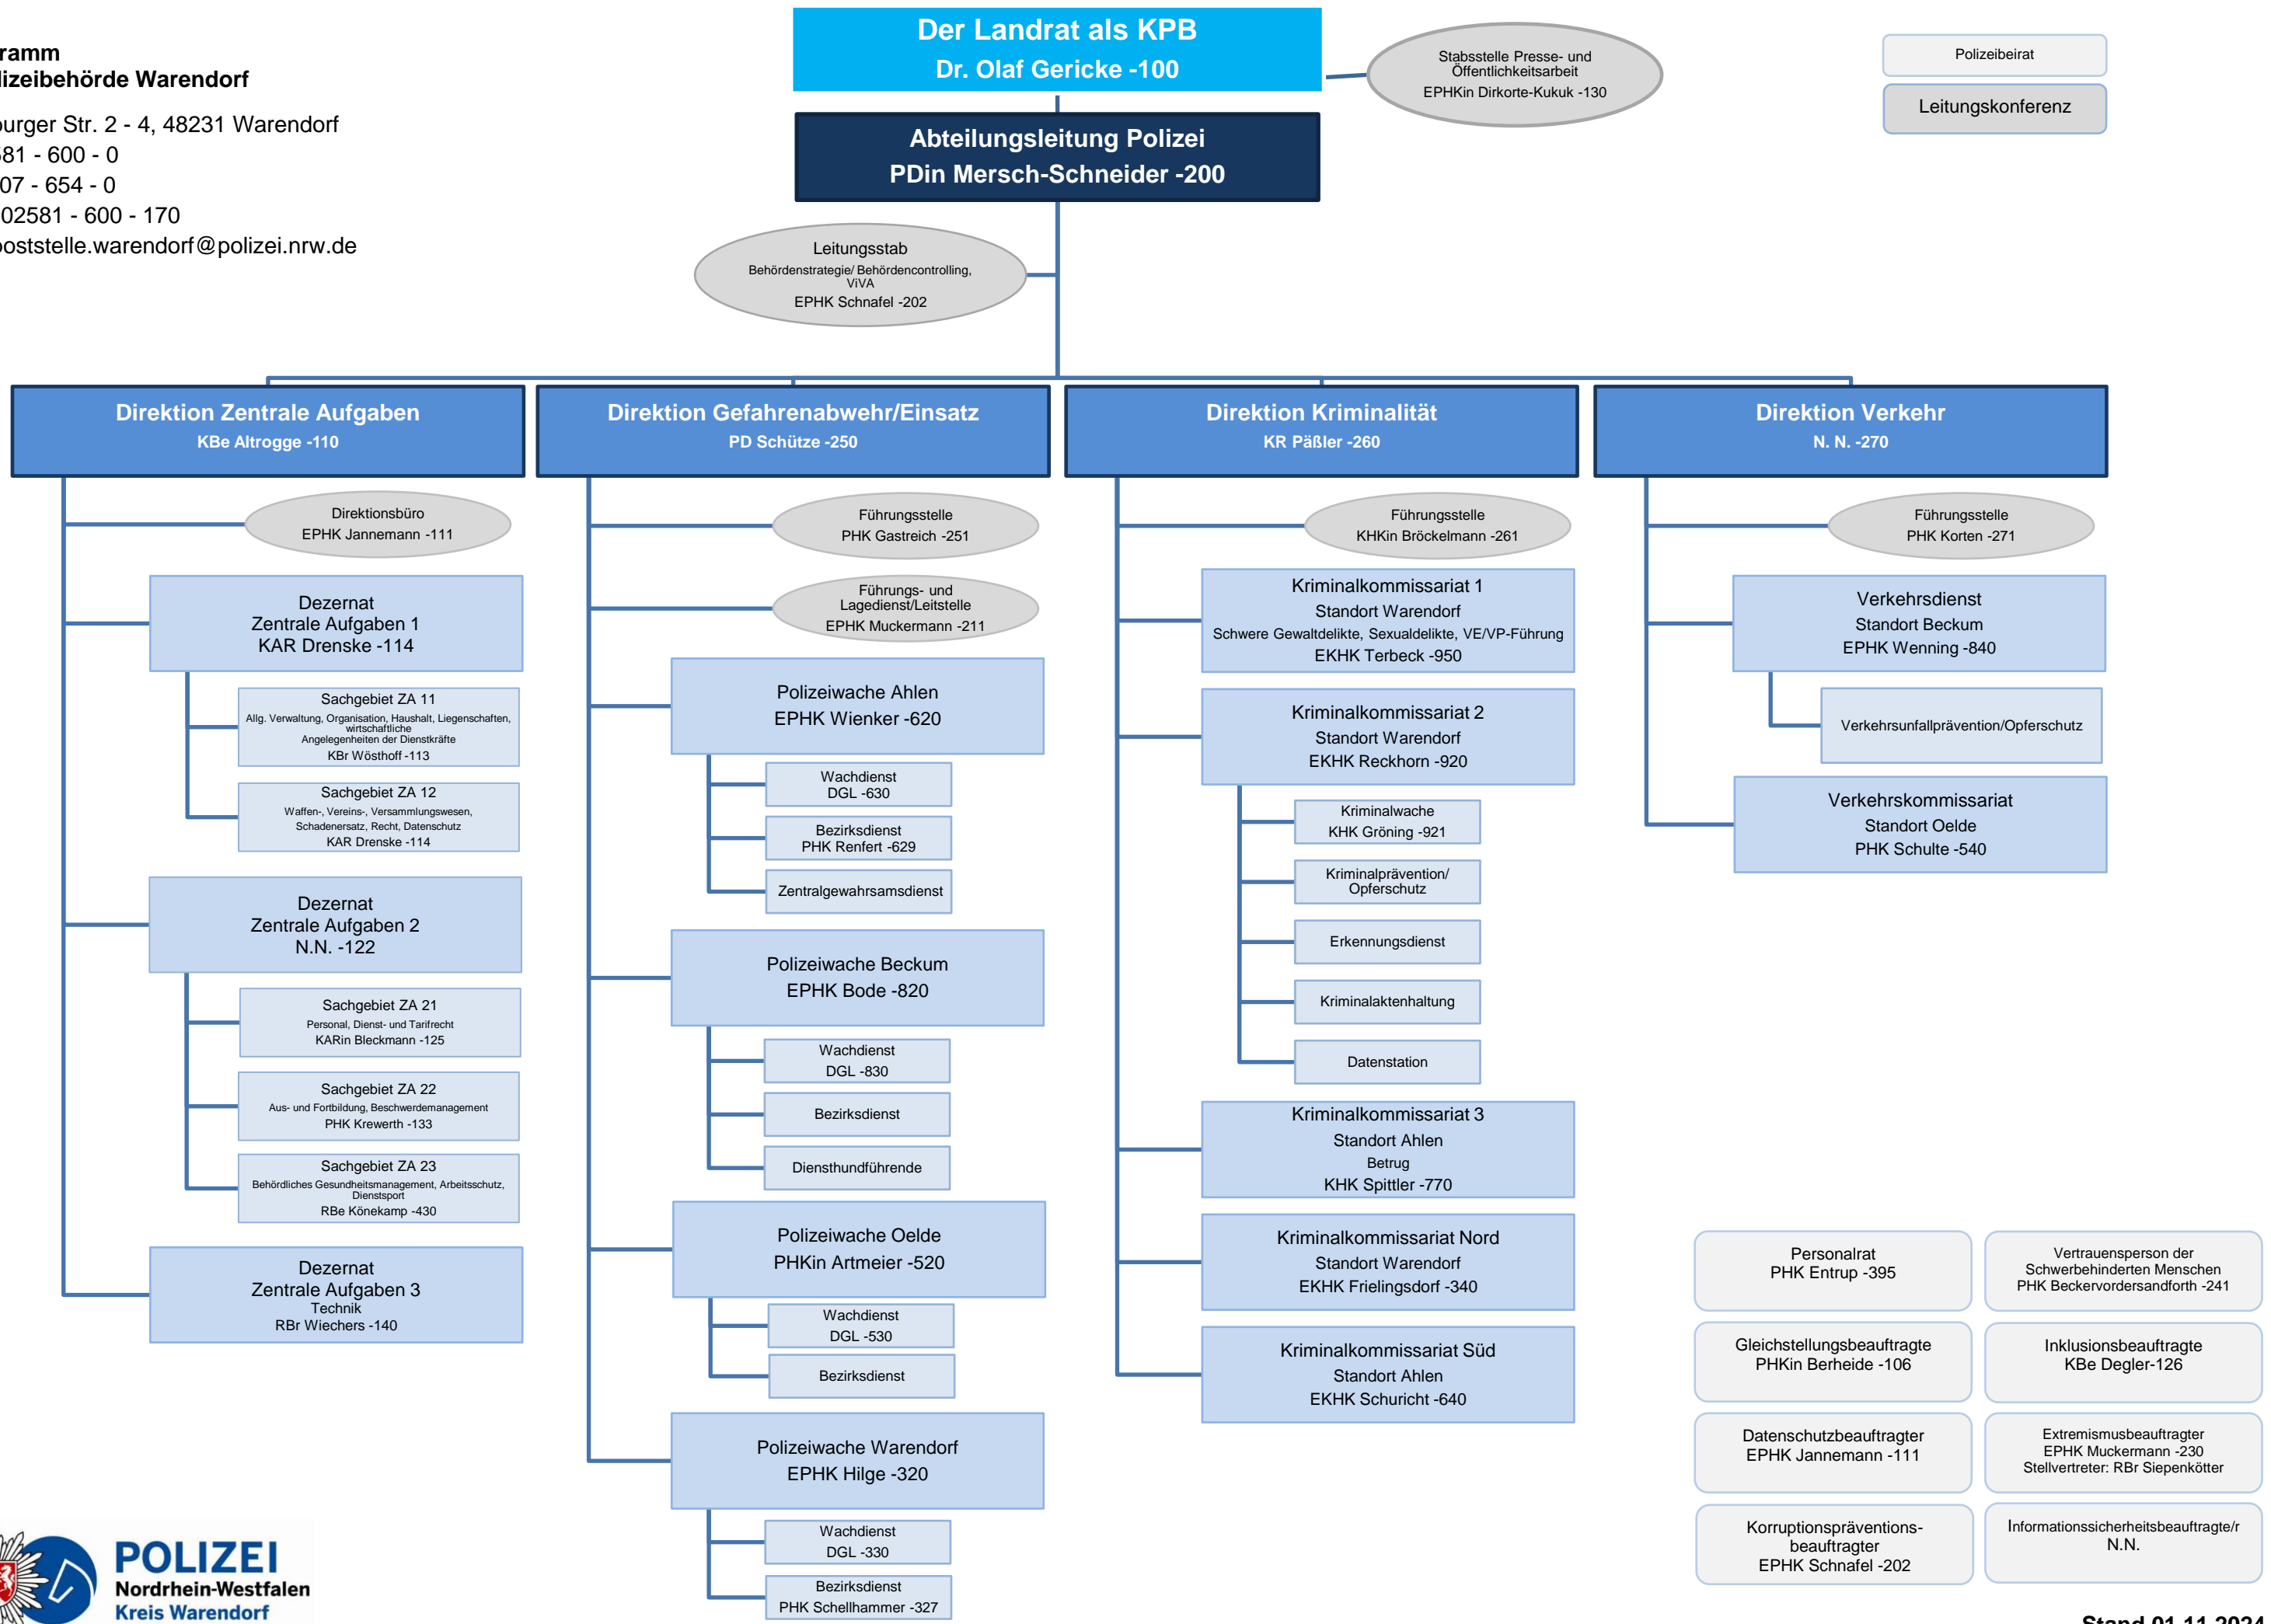 ramm
lizeibehörde Warendorf
burger Str. 2 - 4, 48231 Warendorf
581 - 600 - 0
07 - 654 - 0
02581 - 600 - 170
poststelle.warendorf@polizei.nrw.de
Der Landrat als KPB
Dr. Olaf Gericke -100
Stabsstelle Presse- und
Öffentlichkeitsarbeit
EPHKin Dirkorte-Kukuk -130
Polizeibeirat
Leitungskonferenz
Abteilungsleitung Polizei
PDin Mersch-Schneider -200
Leitungsstab
Behördenstrategie/ Behördencontrolling,
ViVA
EPHK Schnafel -202
Direktion Zentrale Aufgaben
KBe Altrogge -110
Direktionsbüro
EPHK Jannemann -111
Dezernat
Zentrale Aufgaben 1
KAR Drenske -114
Sachgebiet ZA 11
Allg. Verwaltung, Organisation, Haushalt, Liegenschaften,
wirtschaftliche
Angelegenheiten der Dienstkräfte
KBr Wösthoff -113
Sachgebiet ZA 12
Waffen-, Vereins-, Versammlungswesen,
Schadenersatz, Recht, Datenschutz
KAR Drenske -114
Dezernat
Zentrale Aufgaben 2
N.N. -122
Sachgebiet ZA 21
Personal, Dienst- und Tarifrecht
KARin Bleckmann -125
Sachgebiet ZA 22
Aus- und Fortbildung, Beschwerdemanagement
PHK Krewerth -133
Sachgebiet ZA 23
Behördliches Gesundheitsmanagement, Arbeitsschutz,
Dienstsport
RBe Könekamp -430
Dezernat
Zentrale Aufgaben 3
Technik
RBr Wiechers -140
Direktion Gefahrenabwehr/Einsatz
PD Schütze -250
Führungsstelle
PHK Gastreich -251
Führungs- und
Lagedienst/Leitstelle
EPHK Muckermann -211
Polizeiwache Ahlen
EPHK Wienker -620
Wachdienst
DGL -630
Bezirksdienst
PHK Renfert -629
Zentralgewahrsamsdienst
Polizeiwache Beckum
EPHK Bode -820
Wachdienst
DGL -830
Bezirksdienst
Diensthundführende
Polizeiwache Oelde
PHKin Artmeier -520
Wachdienst
DGL -530
Bezirksdienst
Polizeiwache Warendorf
EPHK Hilge -320
Wachdienst
DGL -330
Bezirksdienst
PHK Schellhammer -327
Direktion Kriminalität
KR Päßler -260
Führungsstelle
KHKin Bröckelmann -261
Kriminalkommissariat 1
Standort Warendorf
Schwere Gewaltdelikte, Sexualdelikte, VE/VP-Führung
EKHK Terbeck -950
Kriminalkommissariat 2
Standort Warendorf
EKHK Reckhorn -920
Kriminalwache
KHK Gröning -921
Kriminalprävention/
Opferschutz
Erkennungsdienst
Kriminalaktenhaltung
Datenstation
Kriminalkommissariat 3
Standort Ahlen
Betrug
KHK Spittler -770
Kriminalkommissariat Nord
Standort Warendorf
EKHK Frielingsdorf -340
Kriminalkommissariat Süd
Standort Ahlen
EKHK Schuricht -640
Direktion Verkehr
N. N. -270
Führungsstelle
PHK Korten -271
Verkehrsdienst
Standort Beckum
EPHK Wenning -840
Verkehrsunfallprävention/Opferschutz
Verkehrskommissariat
Standort Oelde
PHK Schulte -540
Personalrat
PHK Entrup -395
Vertrauensperson der
Schwerbehinderten Menschen
PHK Beckervordersandforth -241
Gleichstellungsbeauftragte
PHKin Berheide -106
Inklusionsbeauftragte
KBe Degler-126
Datenschutzbeauftragter
EPHK Jannemann -111
Extremismusbeauftragter
EPHK Muckermann -230
Stellvertreter: RBr Siepenkötter
Korruptionspräventions-
beauftragter
EPHK Schnafel -202
Informationssicherheitsbeauftragte/r
N.N.
POLIZEI
Nordrhein-Westfalen
Kreis Warendorf
Stand 01.11.2024